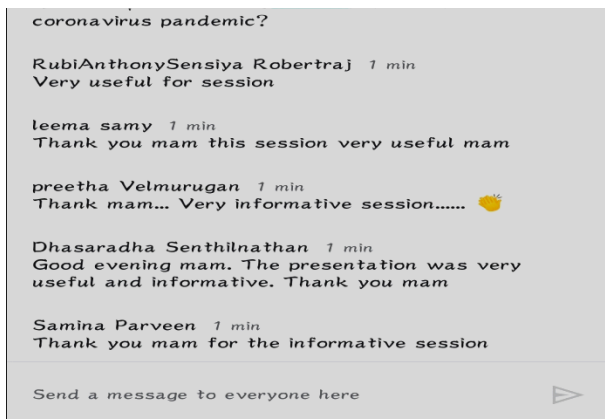 coronavirus pandemic?
RubiAnthonySensiya Robertraj 1 min
Very useful for session
leema samy 1 min
Thank you mam this session very useful mam
preetha Velmurugan 1 min
Thank mam... Very informative session...... 👏
Dhasaradha Senthilnathan 1 min
Good evening mam. The presentation was very
useful and informative. Thank you mam
Samina Parveen 1 min
Thank you mam for the informative session
Send a message to everyone here